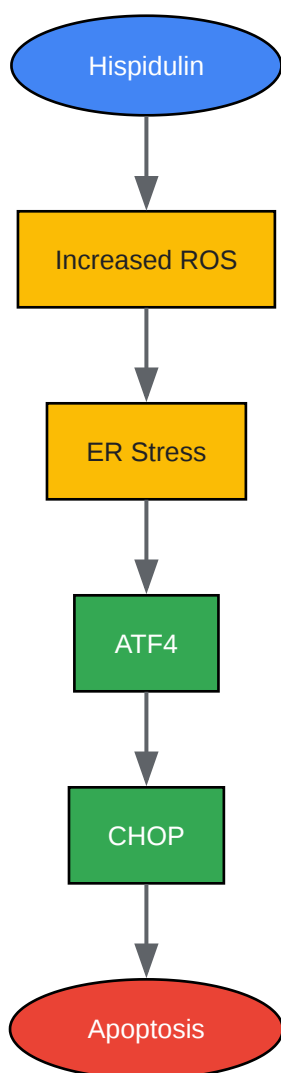 Hispidulin
Increased ROS
ER Stress
ATF4
CHOP
Apoptosis